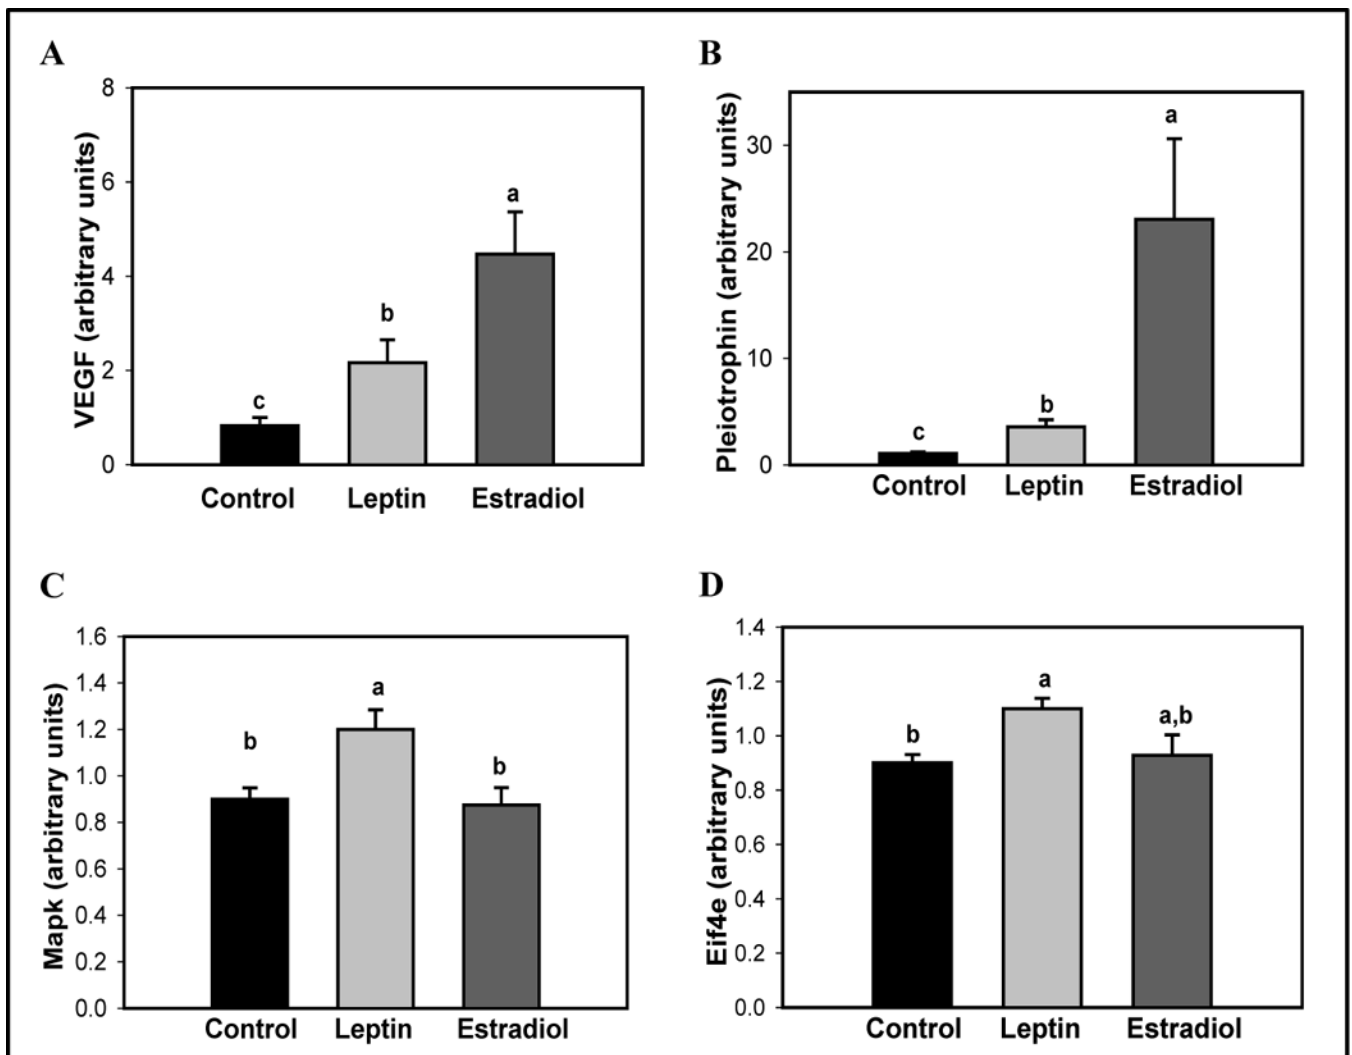 A
VEGF (arbitrary units)
8
6
4
2
0
c
b
a
Control Leptin Estradiol
B
Pleiotrophin (arbitrary units)
30
20
10
0
c
b
a
Control Leptin Estradiol
C
Mapk (arbitrary units)
1.6
1.4
1.2
1.0
0.8
0.6
0.4
0.2
0.0
b
a
b
Control Leptin Estradiol
D
Eif4e (arbitrary units)
1.4
1.2
1.0
0.8
0.6
0.4
0.2
0.0
b
a
a,b
Control Leptin Estradiol